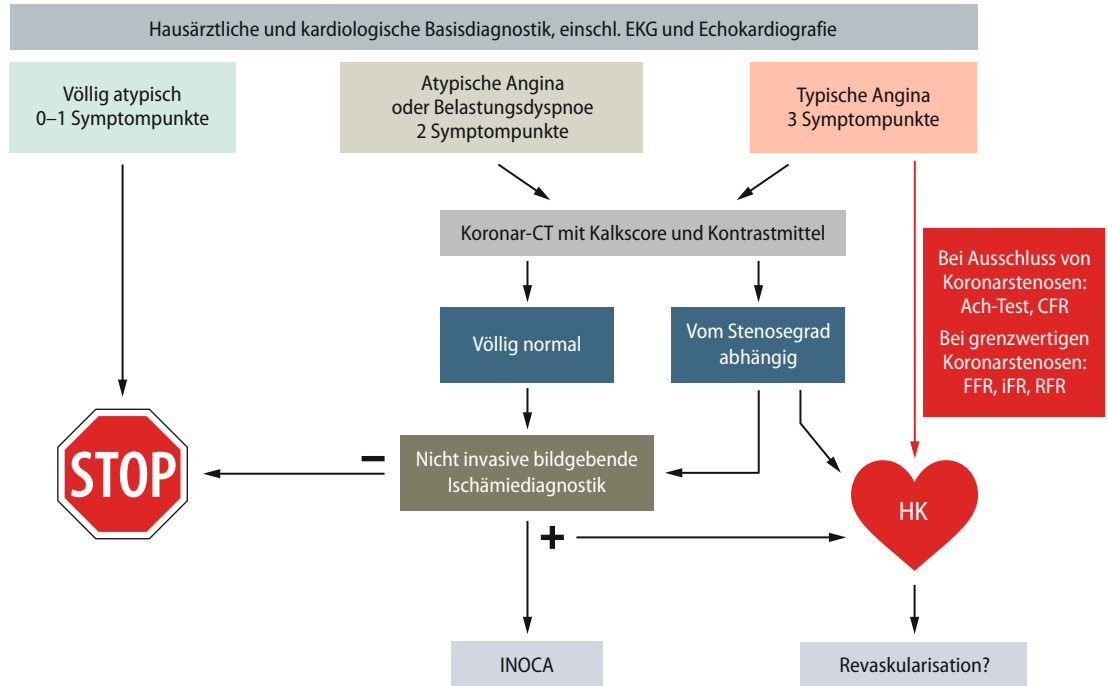 Hausärztliche und kardiologische Basisdiagnostik, einschl. EKG und Echokardiografie
Völlig atypisch
0–1 Symptompunkte
Atypische Angina
oder Belastungsdyspnoe
2 Symptompunkte
Typische Angina
3 Symptompunkte
Koronar-CT mit Kalkscore und Kontrastmittel
Bei Ausschluss von
Koronarstenosen:
Ach-Test, CFR
Bei grenzwertigen
Koronarstenosen:
FFR, iFR, RFR
Völlig normal
Vom Stenosegrad
abhängig
STOP
–
Nicht invasive bildgebende
Ischämiediagnostik
HK
+
INOCA
Revaskularisation?